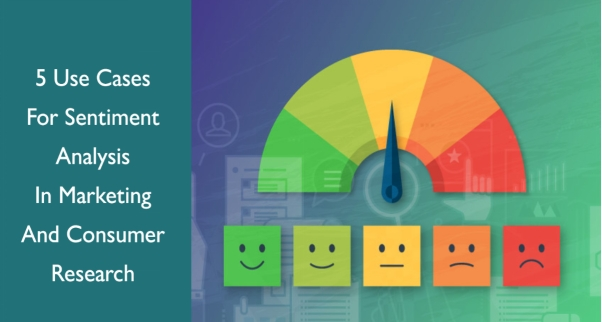 5 Use Cases
For Sentiment
Analysis
In Marketing
And Consumer
Research